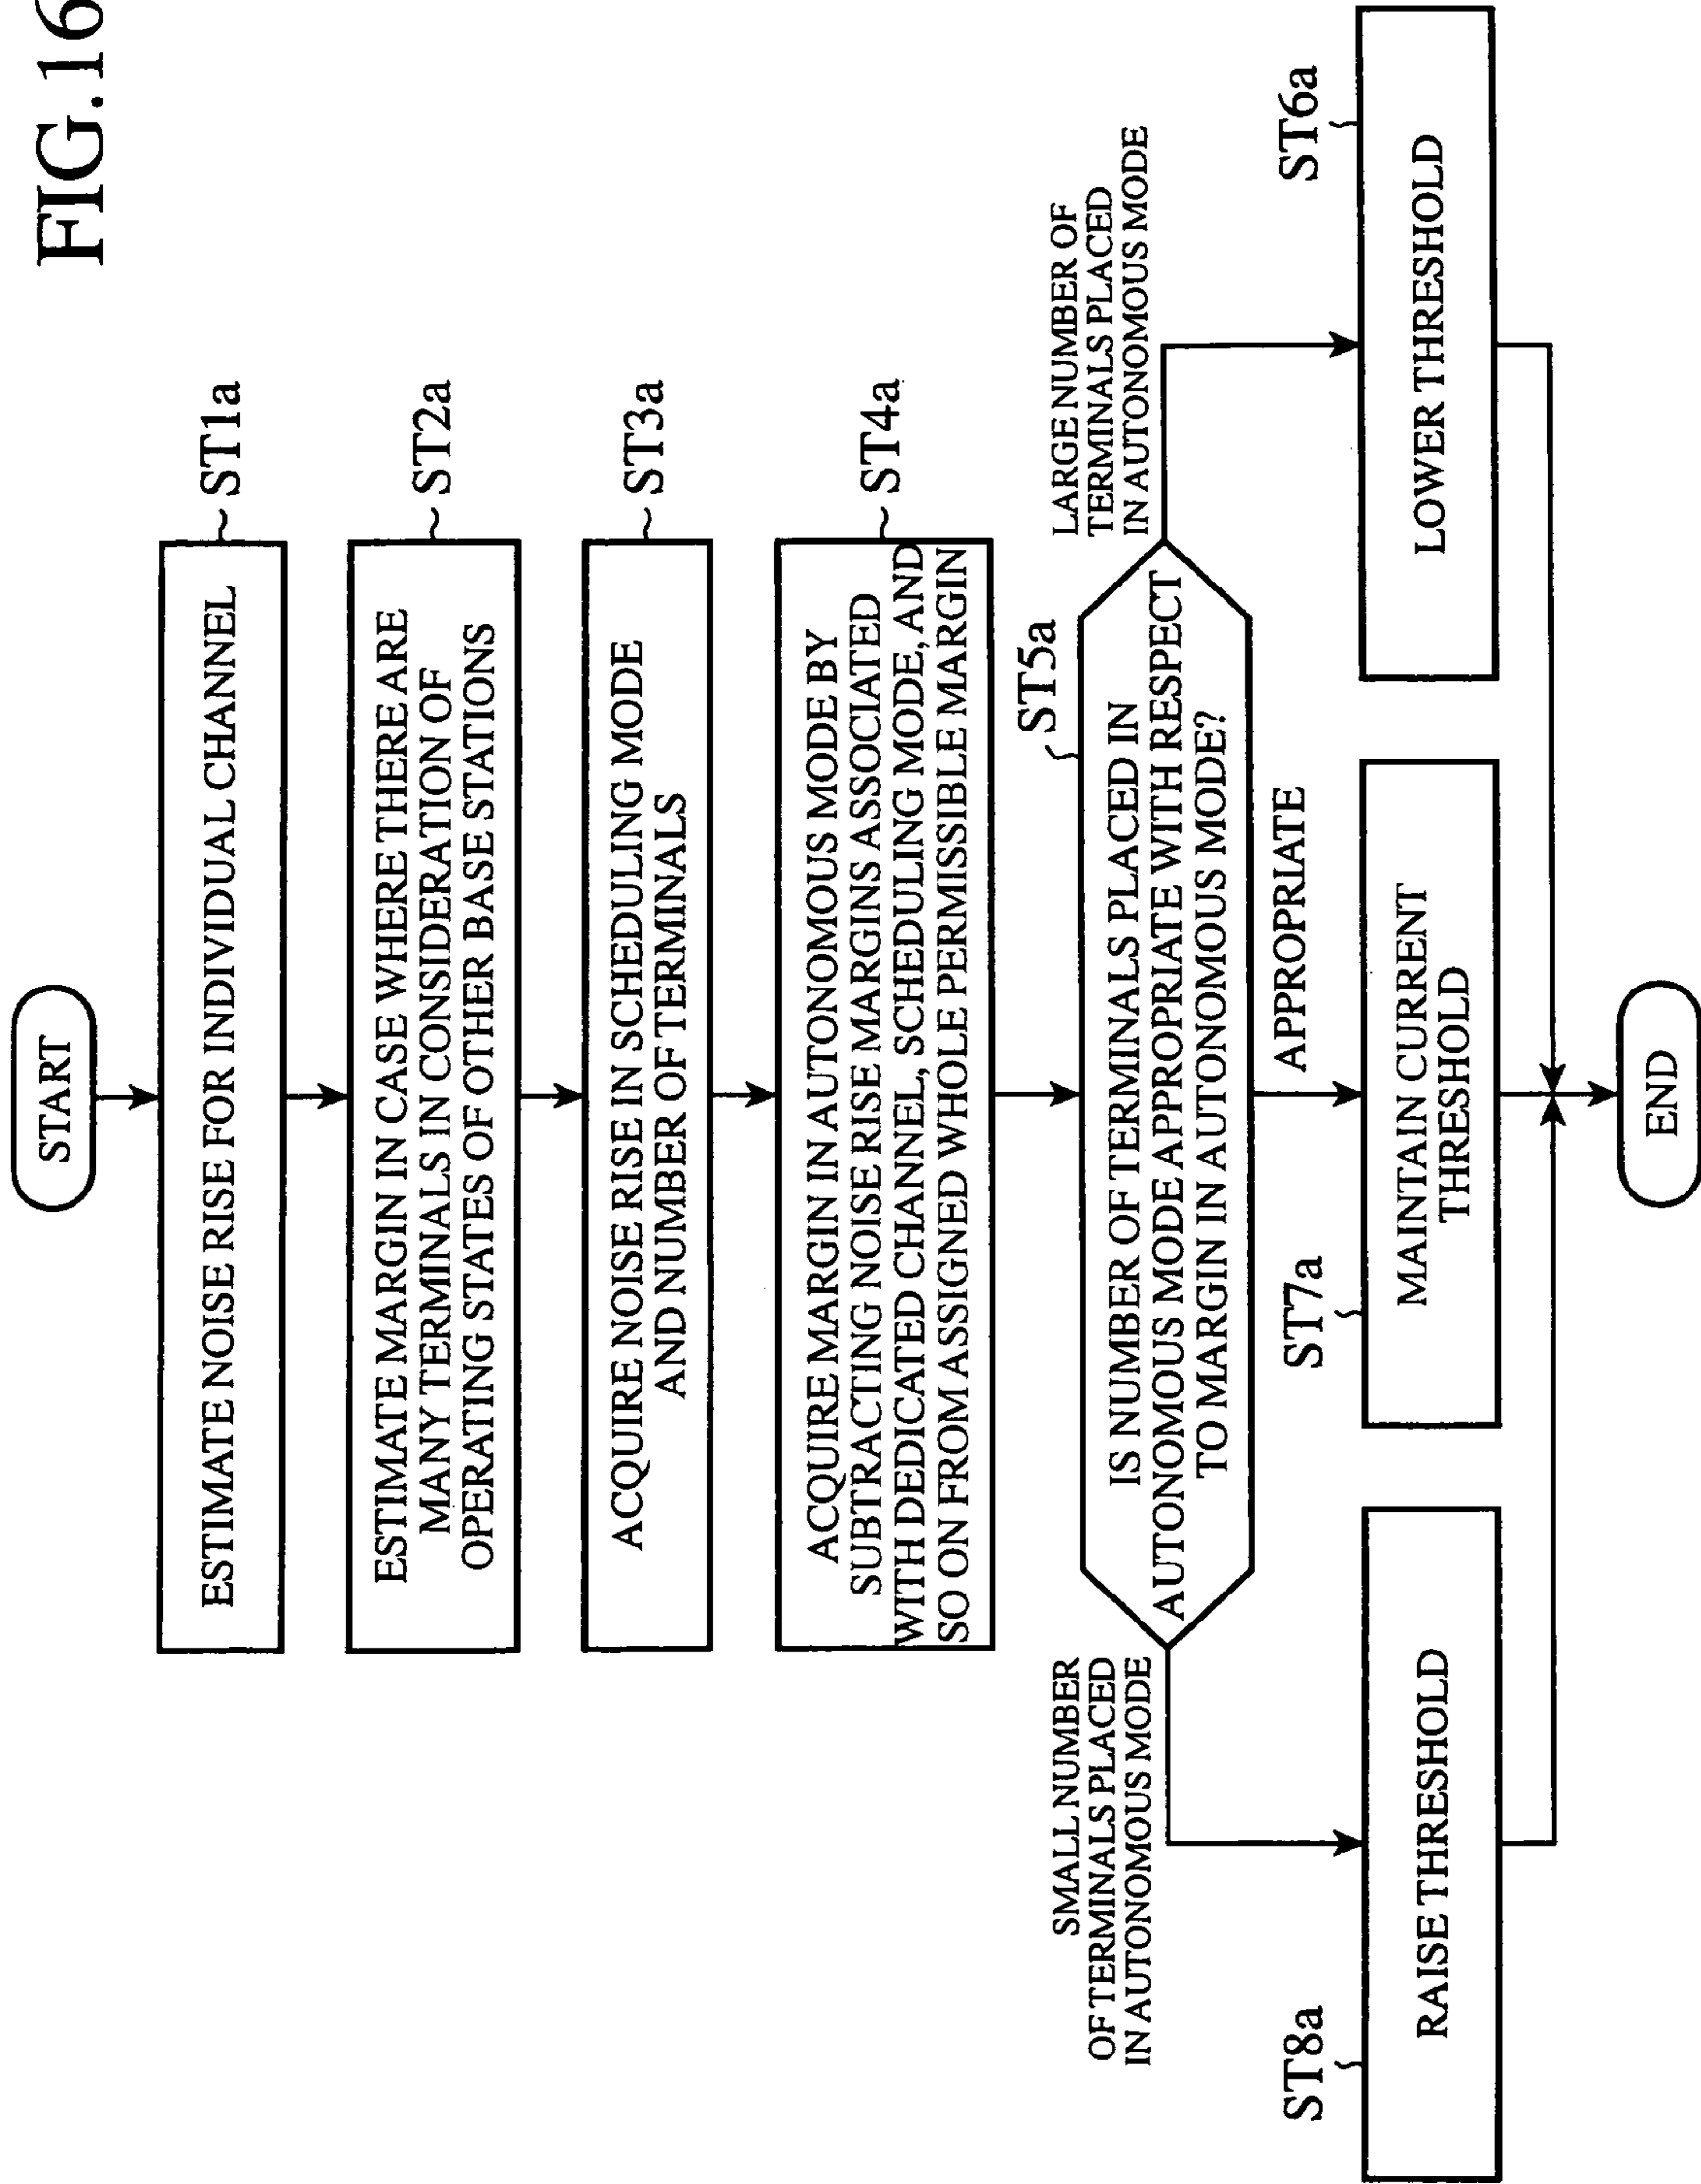 FIG.16
START
ESTIMATE NOISE RISE FOR INDIVIDUAL CHANNEL
ST1a
ESTIMATE MARGIN IN CASE WHERE THERE ARE
MANY TERMINALS IN CONSIDERATION OF
OPERATING STATES OF OTHER BASE STATIONS
ST2a
ACQUIRE NOISE RISE IN SCHEDULING MODE
AND NUMBER OF TERMINALS
ST3a
ACQUIRE MARGIN IN AUTONOMOUS MODE BY
SUBTRACTING NOISE RISE MARGINS ASSOCIATED
WITH DEDICATED CHANNEL, SCHEDULING MODE, AND
SO ON FROM ASSIGNED WHOLE PERMISSIBLE MARGIN
ST4a
ST5a
IS NUMBER OF TERMINALS PLACED IN
AUTONOMOUS MODE APPROPRIATE WITH RESPECT
TO MARGIN IN AUTONOMOUS MODE?
SMALL NUMBER
OF TERMINALS PLACED
IN AUTONOMOUS MODE
LARGE NUMBER OF
TERMINALS PLACED
IN AUTONOMOUS MODE
APPROPRIATE
ST8a
RAISE THRESHOLD
ST7a
MAINTAIN CURRENT
THRESHOLD
ST6a
LOWER THRESHOLD
END